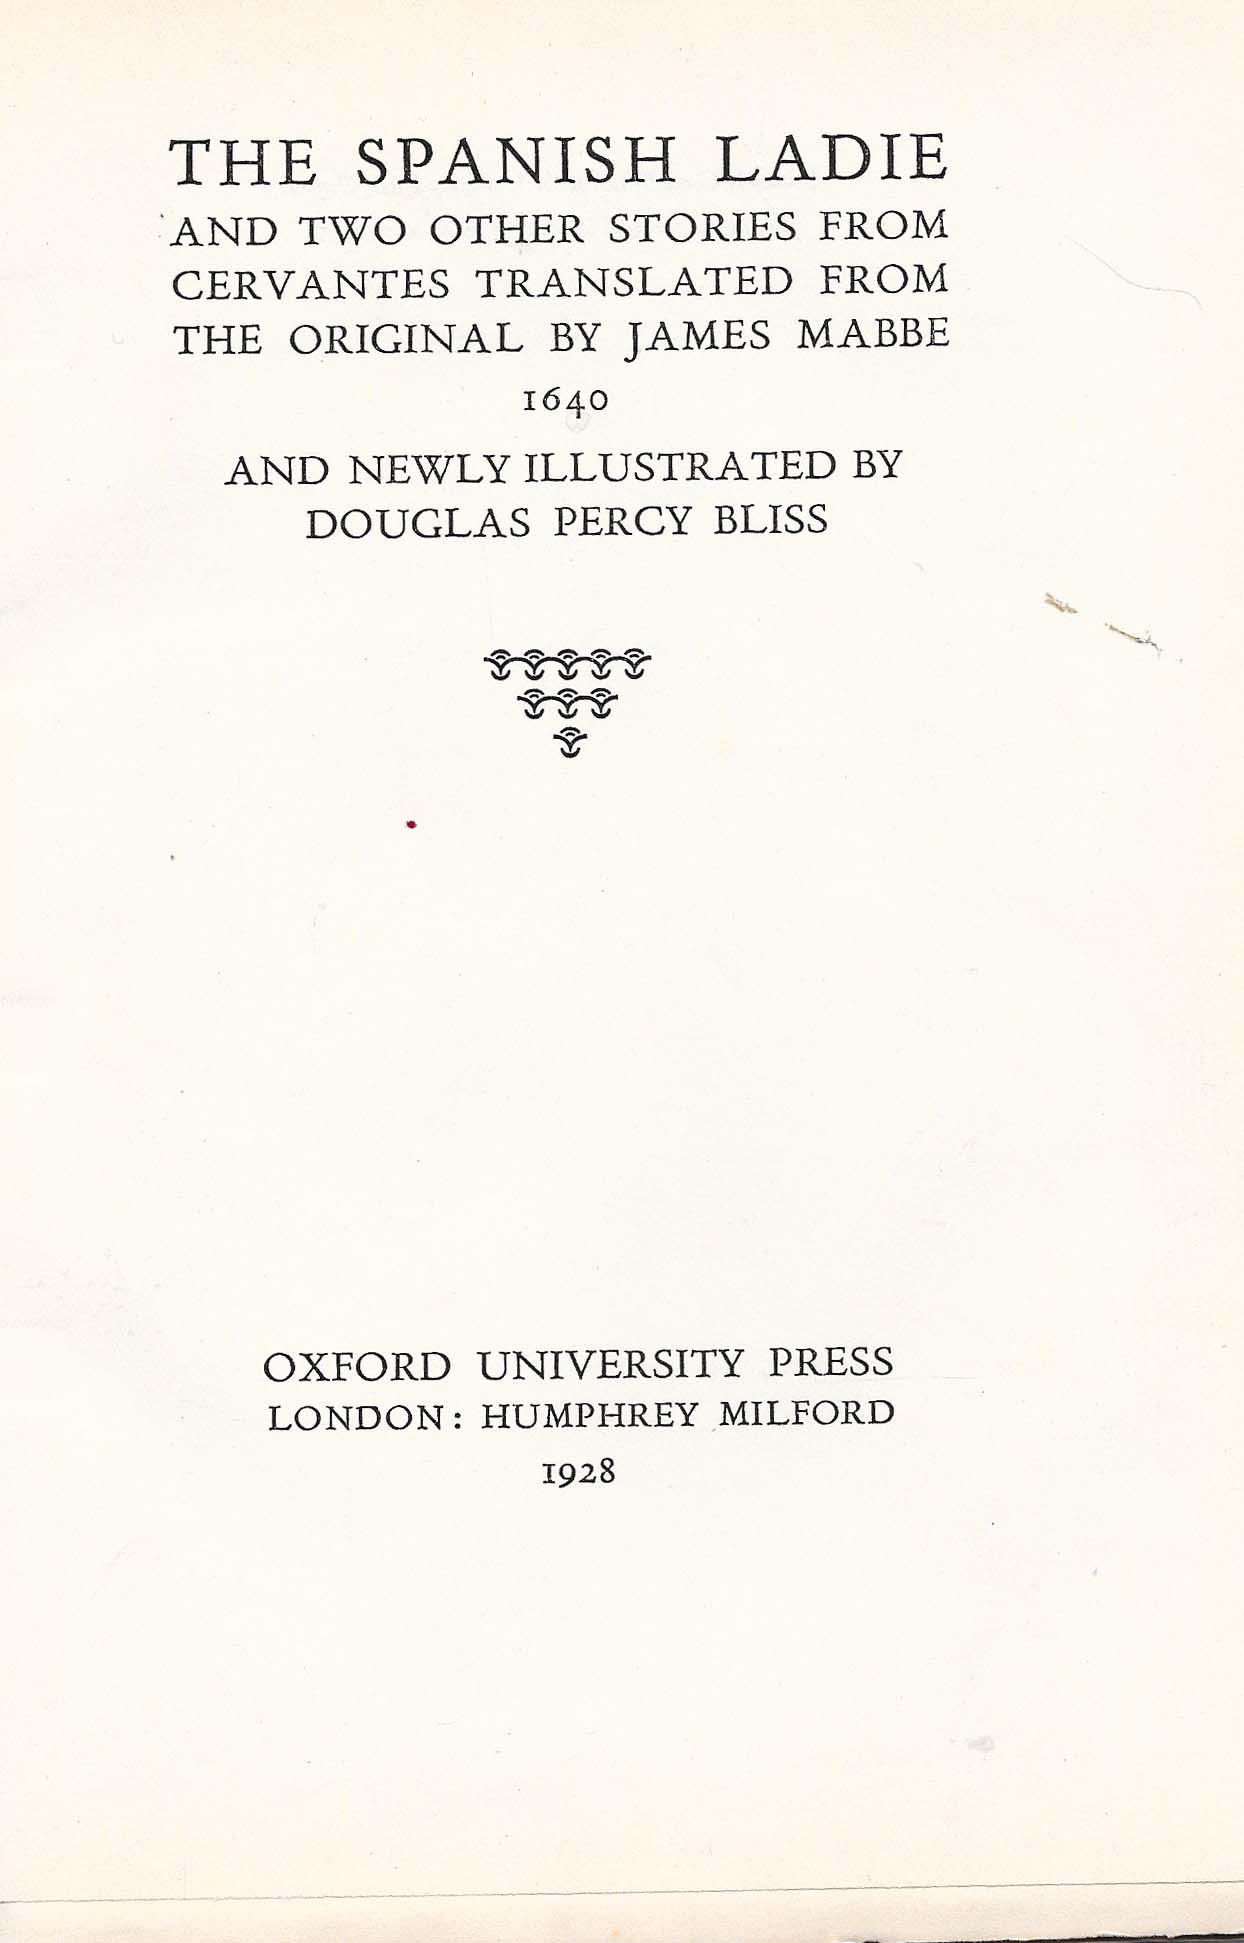 THE SPANISH LADIE
AND TWO OTHER STORIES FROM
CERVANTES TRANSLATED FROM
THE ORIGINAL BY JAMES MABBE
1640
AND NEWLY ILLUSTRATED BY
DOUGLAS PERCY BLISS
OXFORD UNIVERSITY PRESS
LONDON: HUMPHREY MILFORD
1928